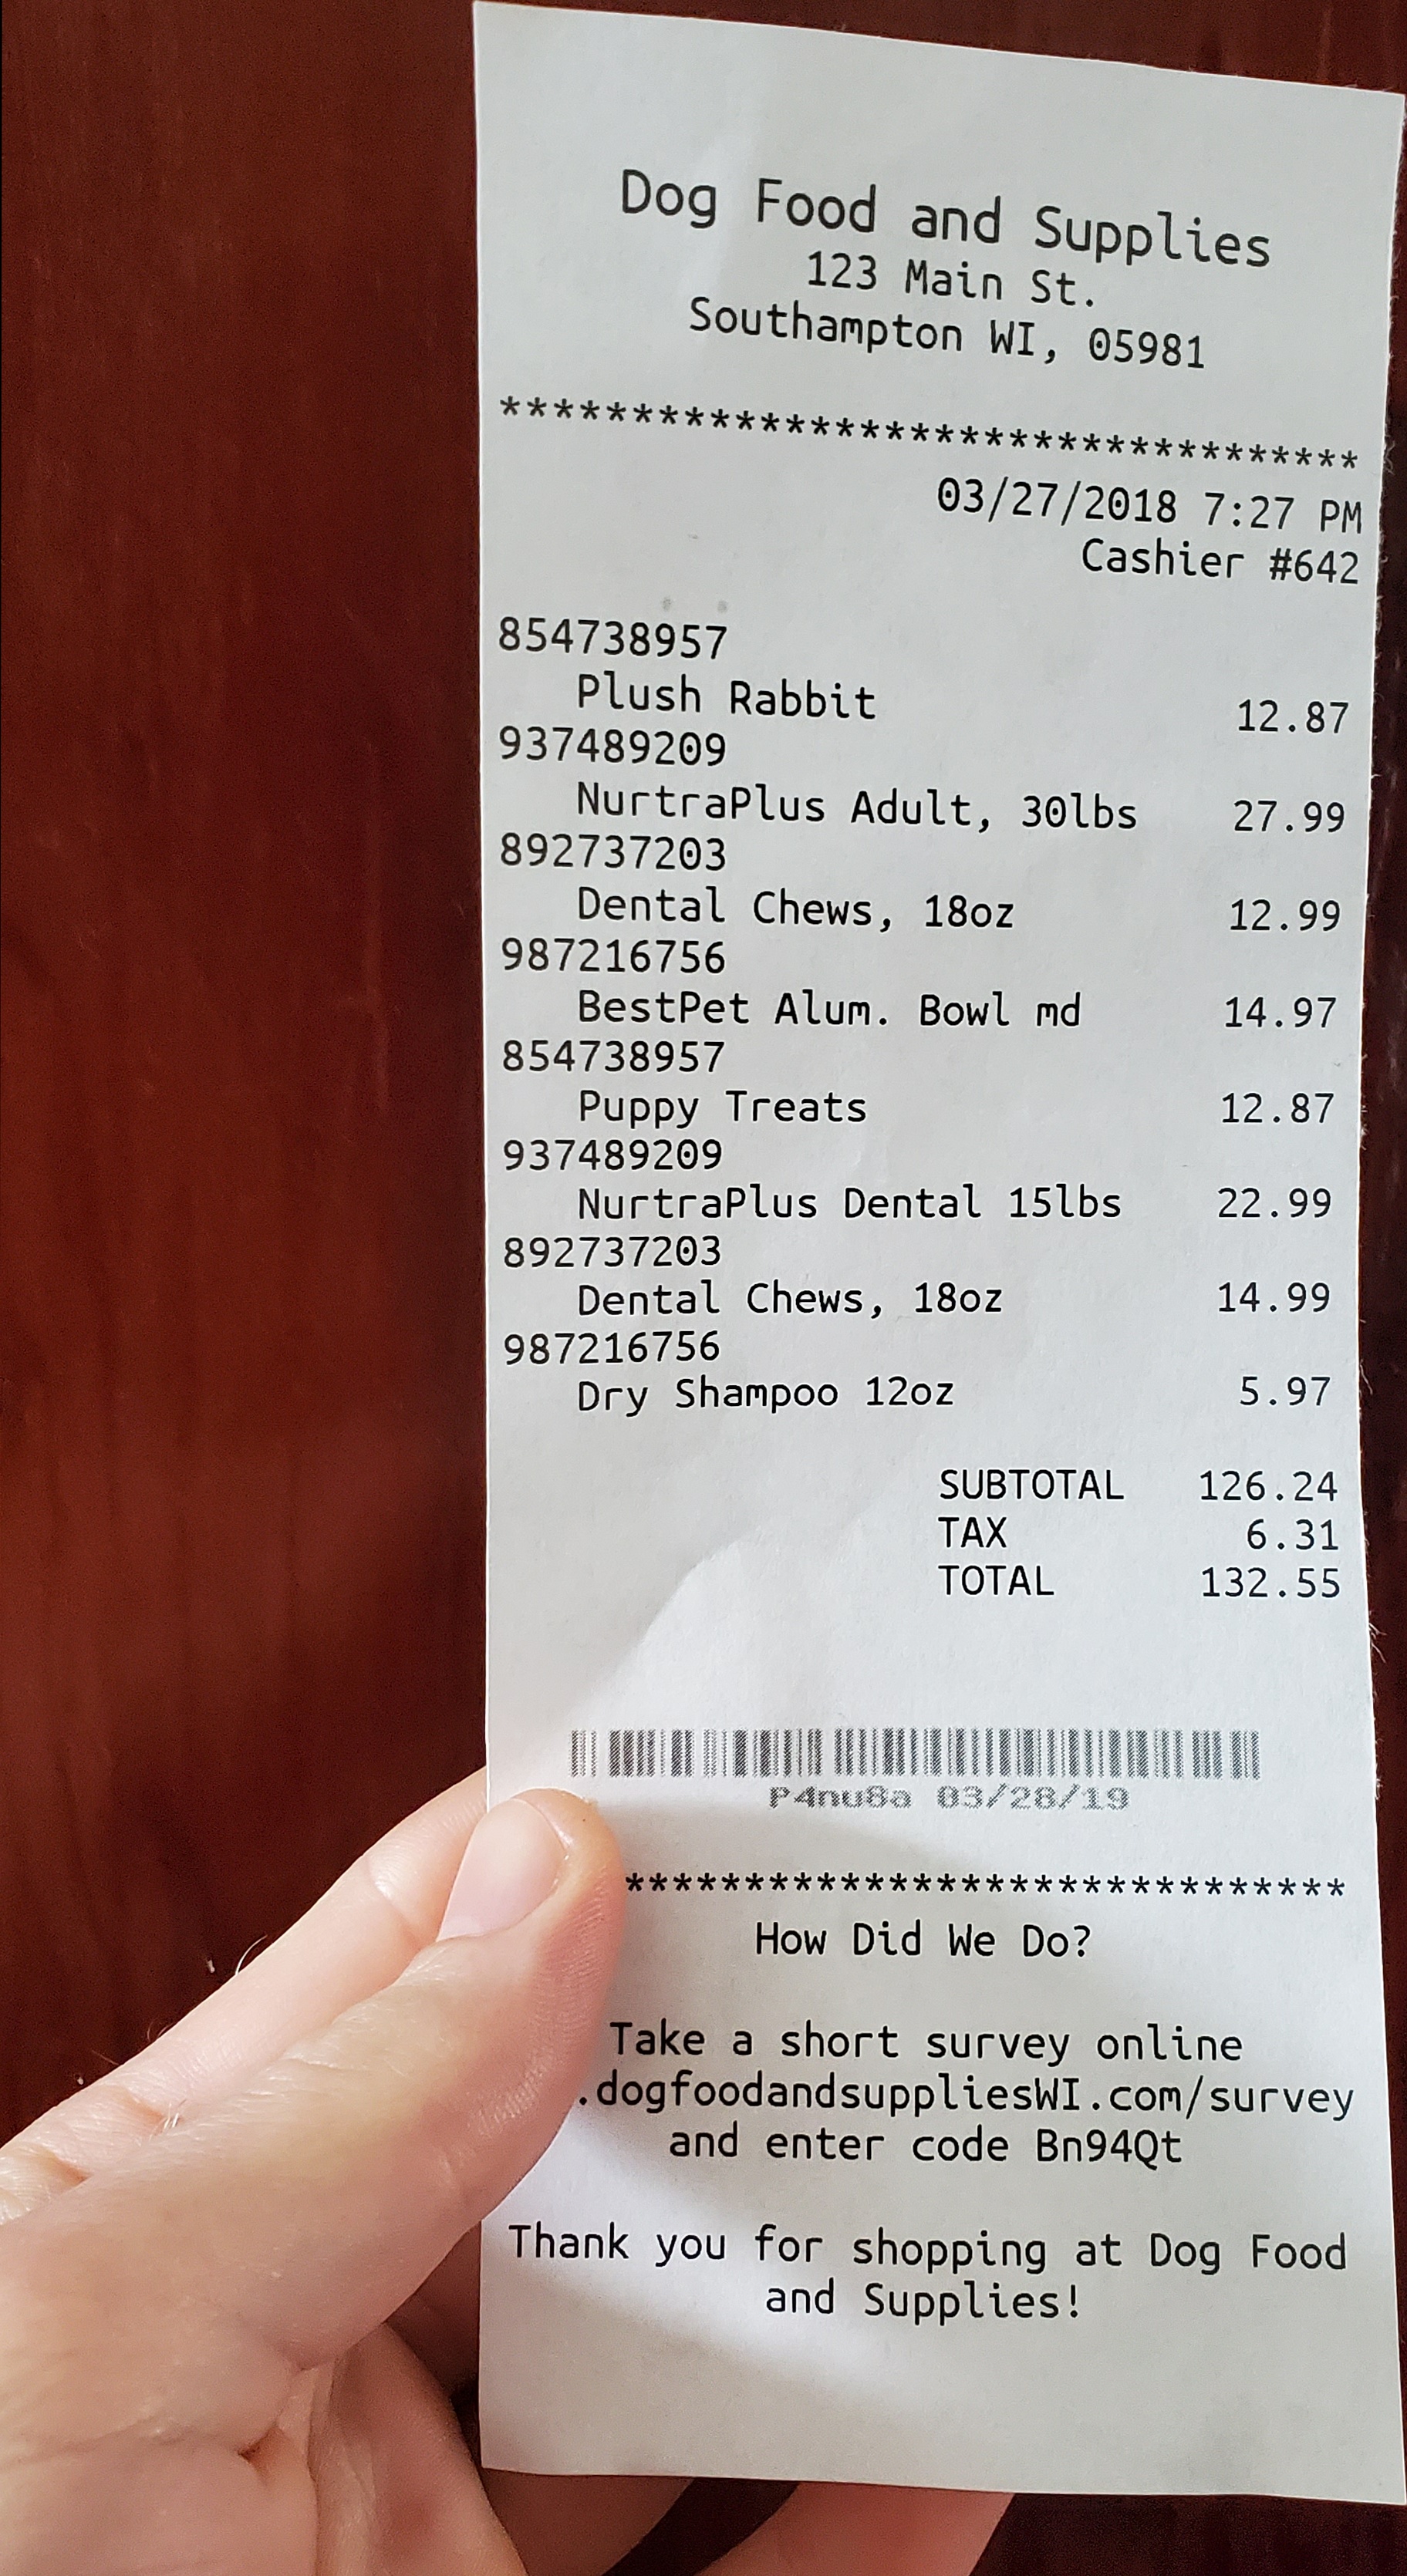 Dog Food and Supplies
123 Main St.
Southampton WI, 05981
***********************************
03/27/2018 7:27 PM
Cashier #642
854738957
Plush Rabbit 12.87
937489209
NurtraPlus Adult, 30lbs 27.99
892737203
Dental Chews, 18oz 12.99
987216756
BestPet Alum. Bowl md 14.97
854738957
Puppy Treats 12.87
937489209
NurtraPlus Dental 15lbs 22.99
892737203
Dental Chews, 18oz 14.99
987216756
Dry Shampoo 12oz 5.97
SUBTOTAL 126.24
TAX 6.31
TOTAL 132.55
P4nu8a 03/28/19
******************************
How Did We Do?
Take a short survey online
.dogfoodandsuppliesWI.com/survey
and enter code Bn94Qt
Thank you for shopping at Dog Food
and Supplies!